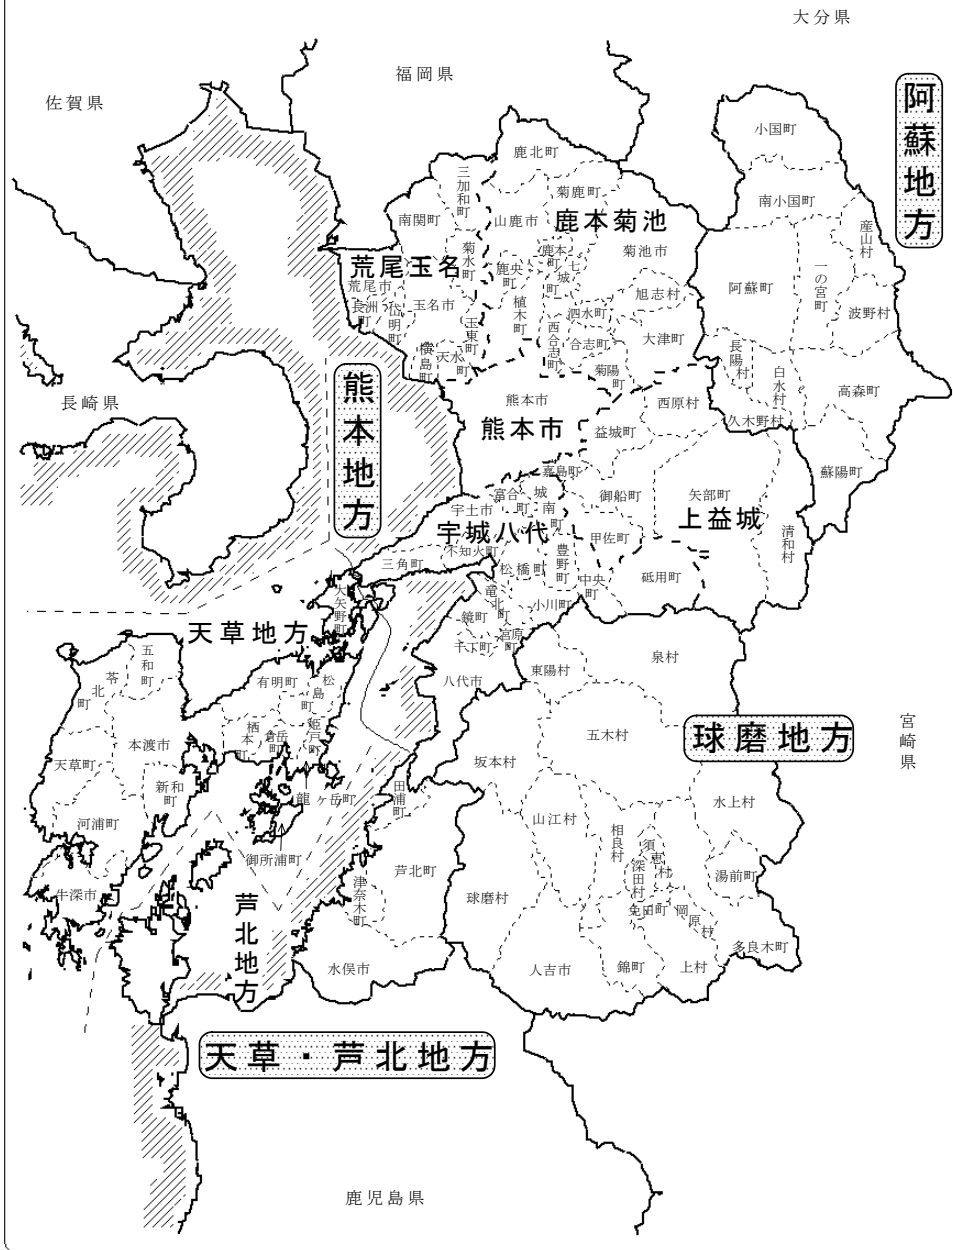 大分県
福岡県
佐賀県
阿蘇地方
小国町
鹿北町
三加和町
菊鹿町
南小国町
南関町
山鹿市
鹿本菊池
産山村
菊水町
菊池市
荒尾玉名
鹿本町
七城町
鹿央町
一の宮町
荒尾市
阿蘇町
旭志村
長洲町
岱明町
玉名市
植木町
泗水町
波野村
玉東町
西合志町
合志町
大津町
横島町
天水町
菊陽町
長陽村
白水村
高森町
長崎県
熊本地方
熊本市
西原村
久木野村
熊本市
益城町
嘉島町
蘇陽町
富合町
城南町
御船町
矢部町
宇土市
上益城
宇城八代
清和村
甲佐町
不知火町
三角町
松橋町
豊野町
中央町
砥用町
大矢野町
竜北町
小川町
鏡町
宮原町
千丁町
天草地方
五和町
苓北町
東陽村
泉村
有明町
松島町
八代市
栖本町
倉岳町
姫戸町
本渡市
五木村
球磨地方
宮崎県
天草町
坂本村
新和町
龍ヶ岳町
田浦町
水上村
河浦町
山江村
相良村
須恵村
御所浦町
芦北町
深田村
湯前町
牛深市
津奈木町
球磨村
免田町
岡原村
芦北地方
多良木町
水俣市
人吉市
錦町
上村
天草・芦北地方
鹿児島県